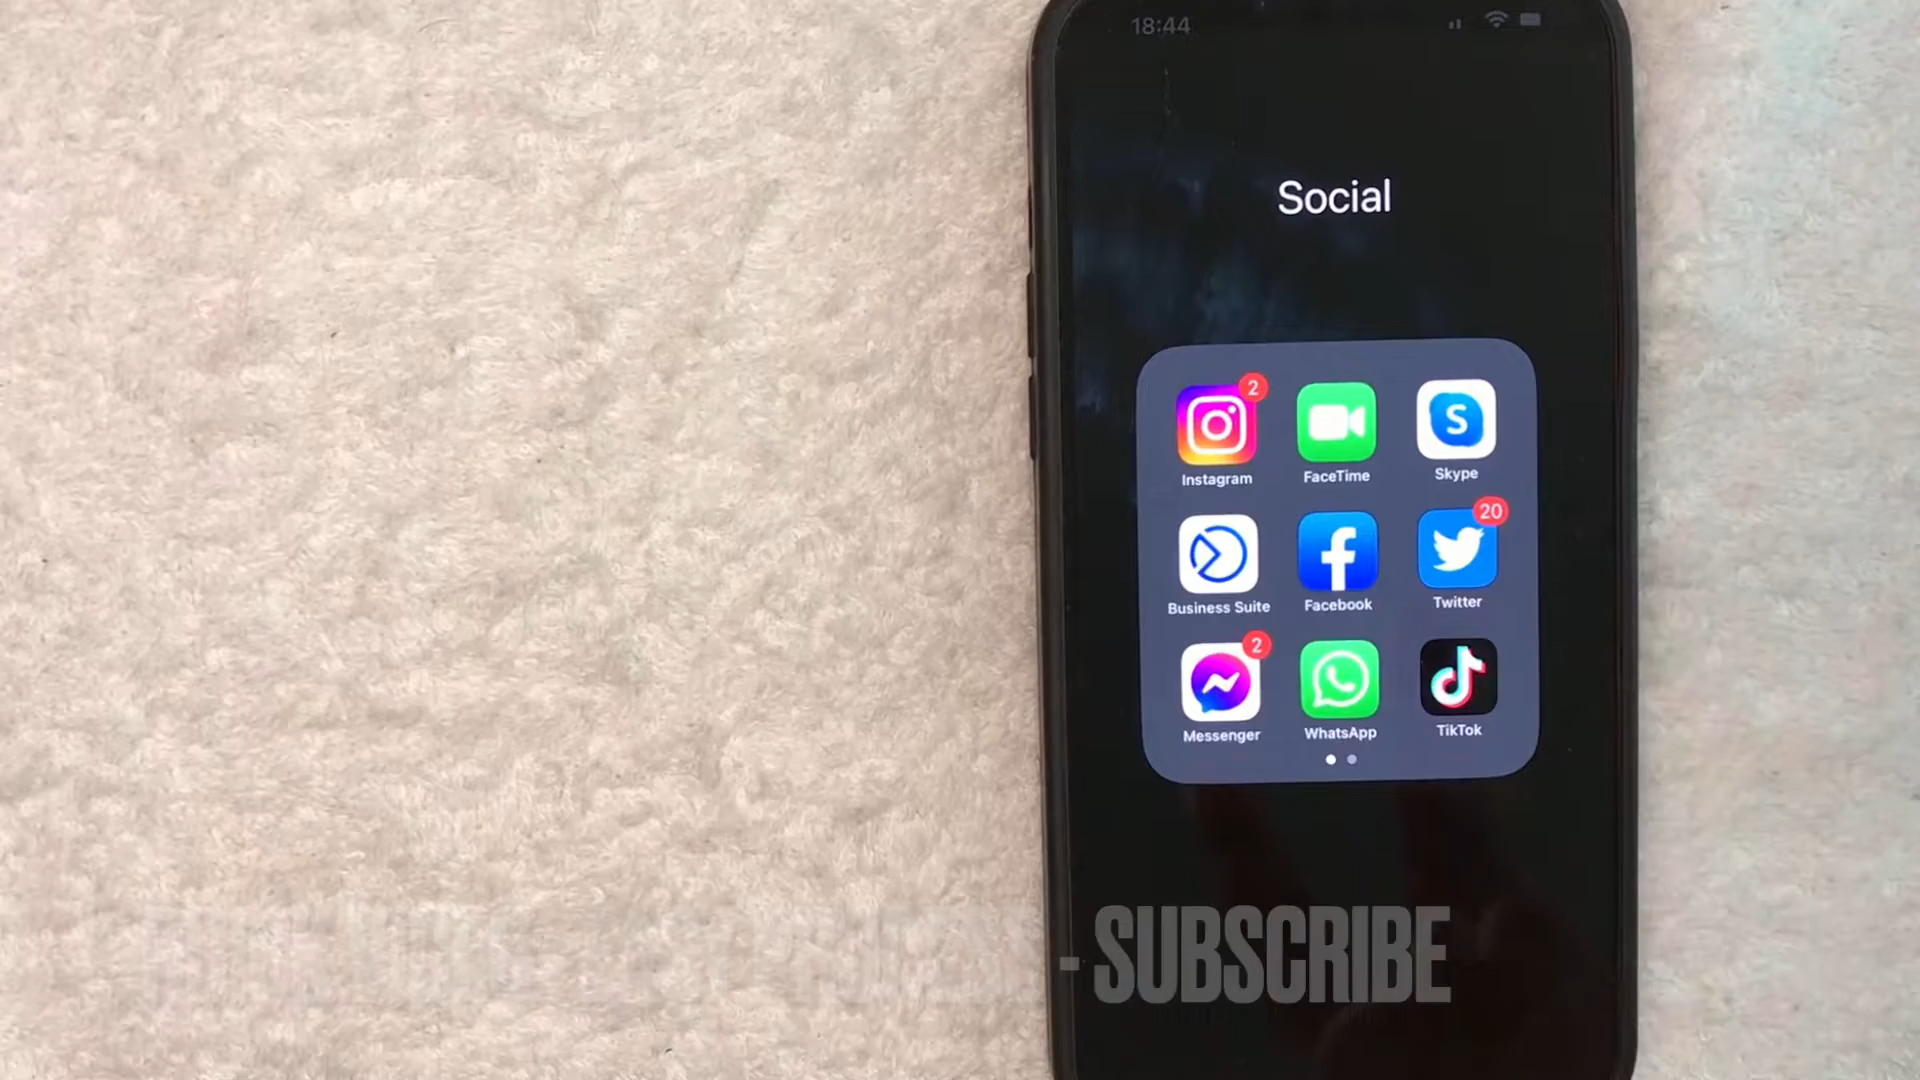 18:44
Social
2
Instagram
FaceTime
S
Skype
Business Suite
f
Facebook
20
Twitter
2
Messenger
WhatsApp
TikTok
- SUBSCRIBE